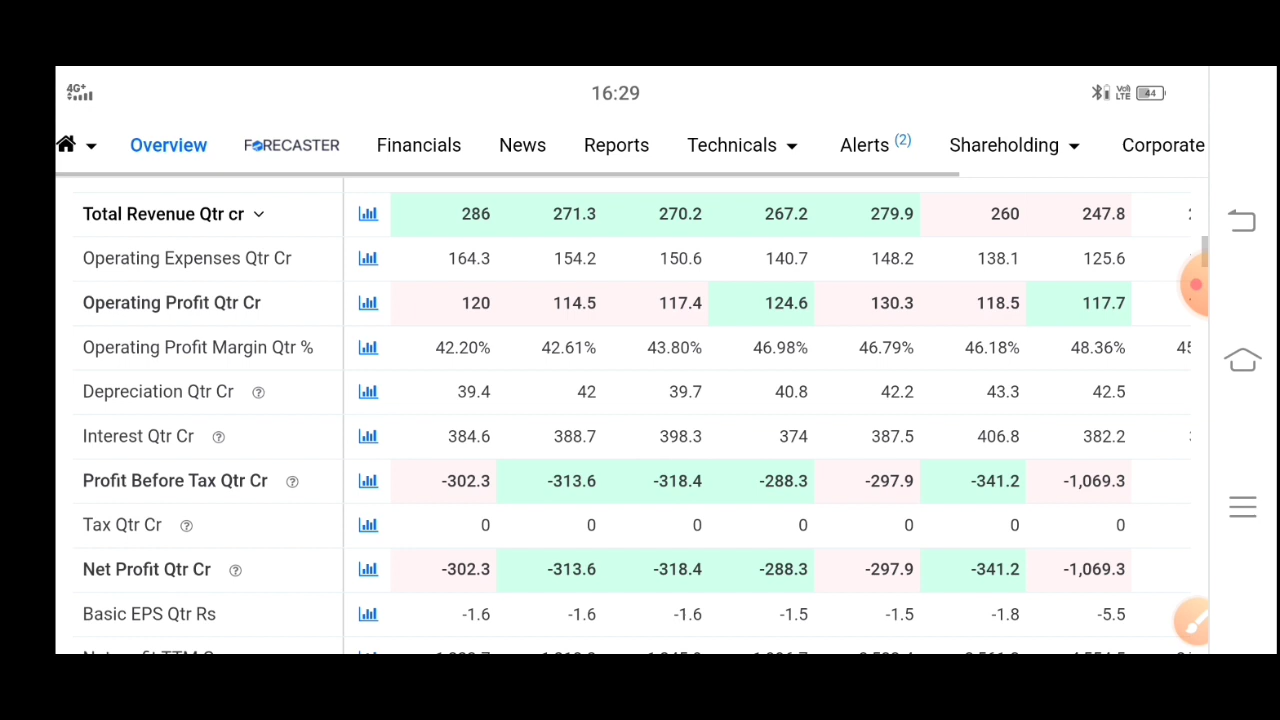 4G+
16:29
Volt LTE 44
Overview FORECASTER Financials News Reports Technicals Alerts (2) Shareholding Corporate
Total Revenue Qtr cr 286 271.3 270.2 267.2 279.9 260 247.8
Operating Expenses Qtr Cr 164.3 154.2 150.6 140.7 148.2 138.1 125.6
Operating Profit Qtr Cr 120 114.5 117.4 124.6 130.3 118.5 117.7
Operating Profit Margin Qtr % 42.20% 42.61% 43.80% 46.98% 46.79% 46.18% 48.36% 45
Depreciation Qtr Cr 39.4 42 39.7 40.8 42.2 43.3 42.5
Interest Qtr Cr 384.6 388.7 398.3 374 387.5 406.8 382.2
Profit Before Tax Qtr Cr -302.3 -313.6 -318.4 -288.3 -297.9 -341.2 -1,069.3
Tax Qtr Cr 0 0 0 0 0 0 0
Net Profit Qtr Cr -302.3 -313.6 -318.4 -288.3 -297.9 -341.2 -1,069.3
Basic EPS Qtr Rs -1.6 -1.6 -1.6 -1.5 -1.5 -1.8 -5.5